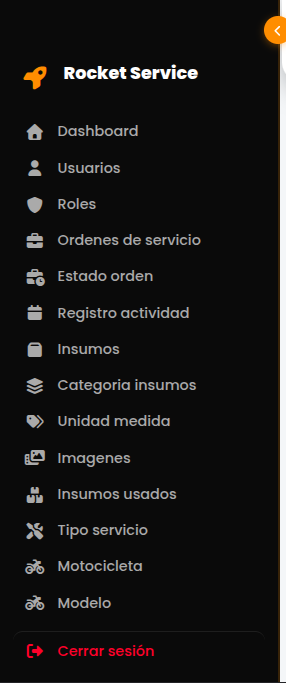 Rocket Service
Dashboard
Usuarios
Roles
Ordenes de servicio
Estado orden
Registro actividad
Insumos
Categoria insumos
Unidad medida
Imagenes
Insumos usados
Tipo servicio
Motocicleta
Modelo
Cerrar sesión